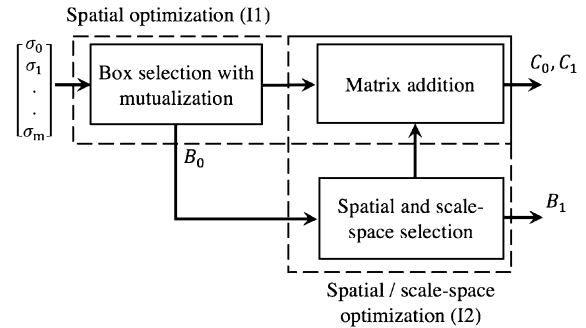 Spatial optimization (I1)
σ₀
σ₁
.
.
σₘ
Box selection with
mutualization
Matrix addition
C₀, C₁
B₀
Spatial and scale-
space selection
B₁
Spatial / scale-space
optimization (I2)